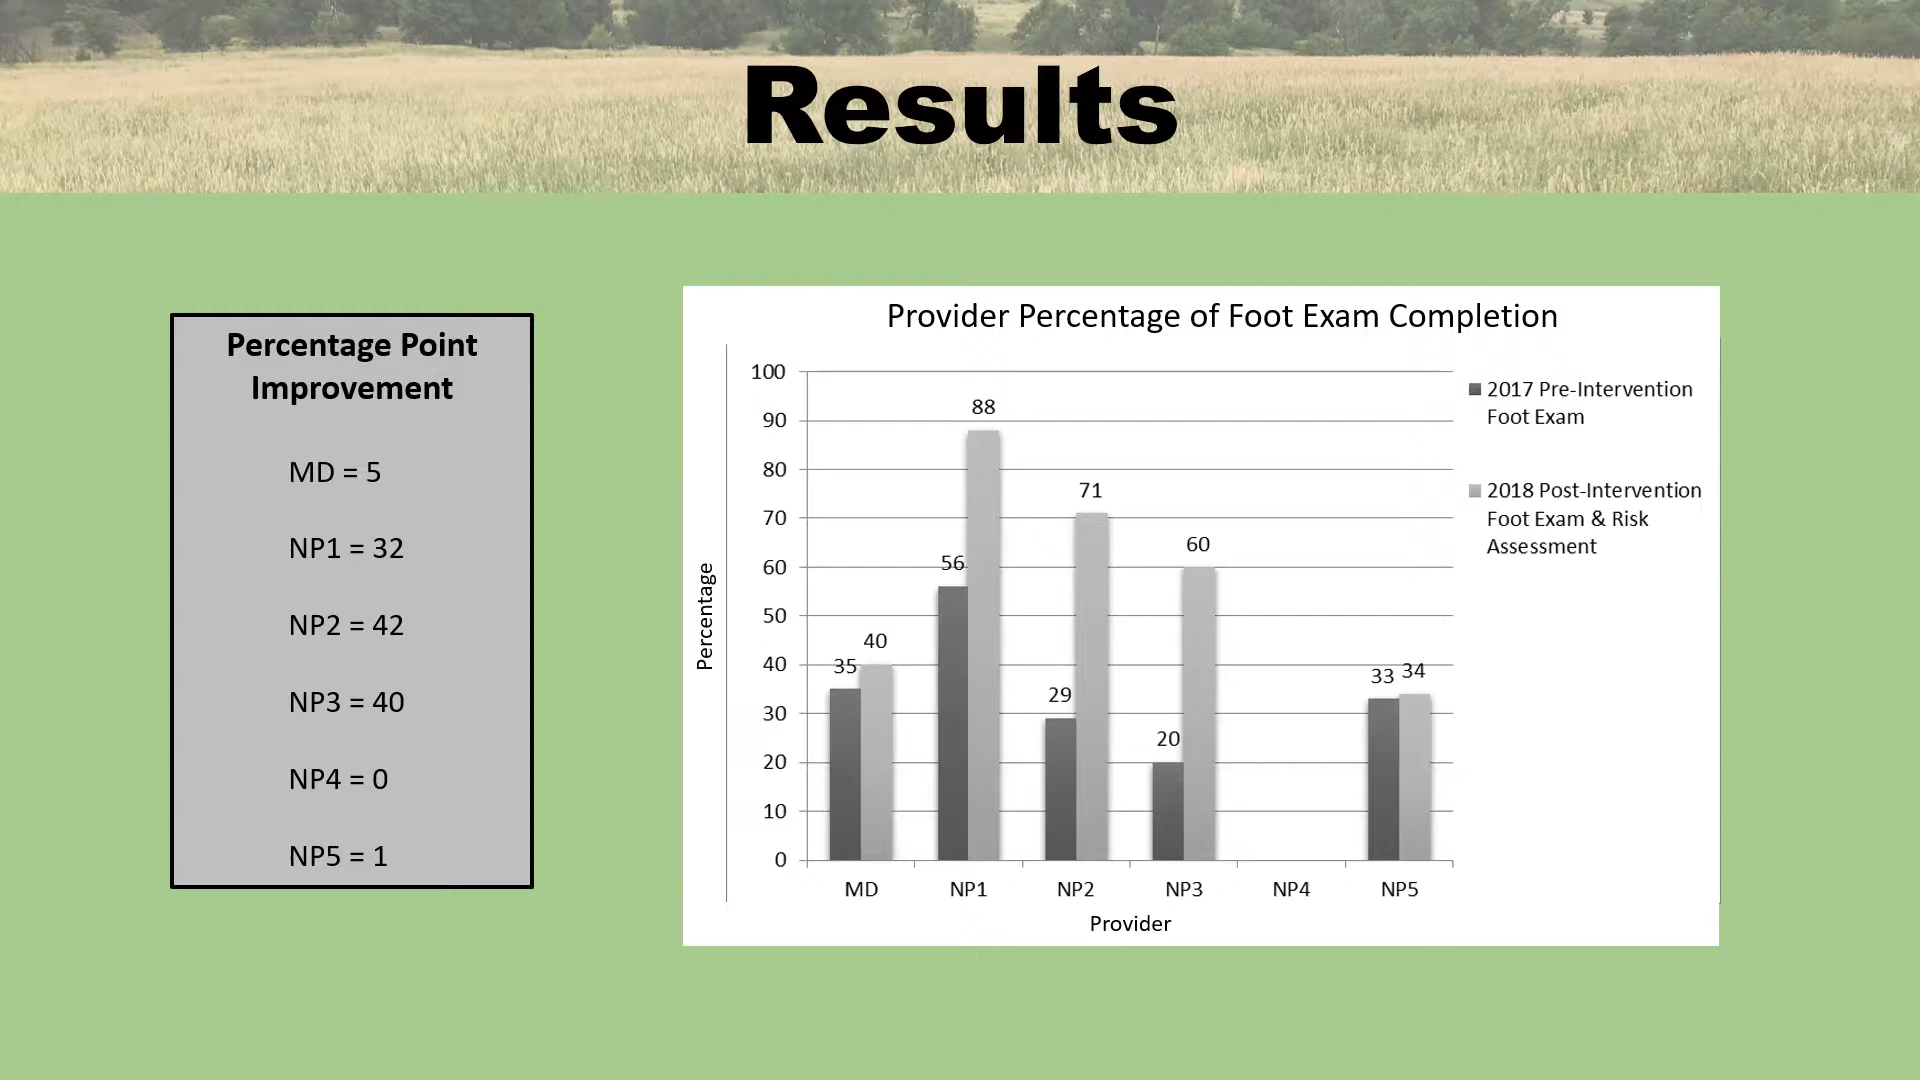 Results
Percentage Point
Improvement
MD = 5
NP1 = 32
NP2 = 42
NP3 = 40
NP4 = 0
NP5 = 1
Provider Percentage of Foot Exam Completion
Percentage
100
90
80
70
60
50
40
30
20
10
0
35
40
56
88
29
71
20
60
33
34
MD
NP1
NP2
NP3
NP4
NP5
Provider
2017 Pre-Intervention
Foot Exam
2018 Post-Intervention
Foot Exam & Risk
Assessment